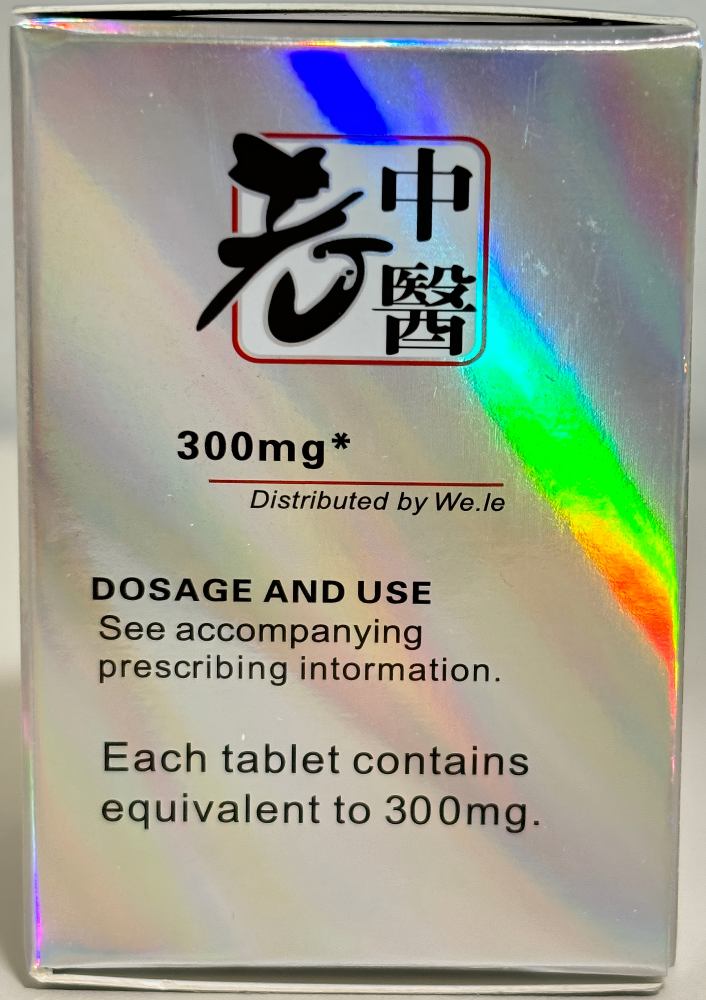 老中醫
300mg*
Distributed by We.le
DOSAGE AND USE
See accompanying
prescribing intormation.
Each tablet contains
equivalent to 300mg.